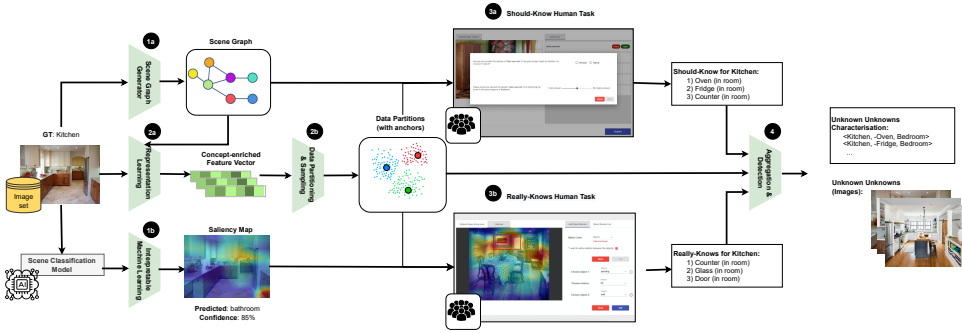 3a
Should-Know Human Task
1a
Scene Graph
Generator
Scene Graph
GT: Kitchen
Image
set
2a
Representation
Learning
Concept-enriched
Feature Vector
2b
Data Partitioning
& Sampling
Data Partitions
(with anchors)
Should-Know for Kitchen:
1) Oven (in room)
2) Fridge (in room)
3) Counter (in room)
4
Aggregation &
Detection
Unknown Unknowns
Characterisation:
<Kitchen, -Oven, Bedroom>
<Kitchen, -Fridge, Bedroom>
...
Unknown Unknowns
(Images):
3b
Really-Knows Human Task
Scene Classification
Model
AI
1b
Interpretable
Machine Learning
Saliency Map
Predicted: bathroom
Confidence: 85%
Really-Knows for Kitchen:
1) Counter (in room)
2) Glass (in room)
3) Door (in room)